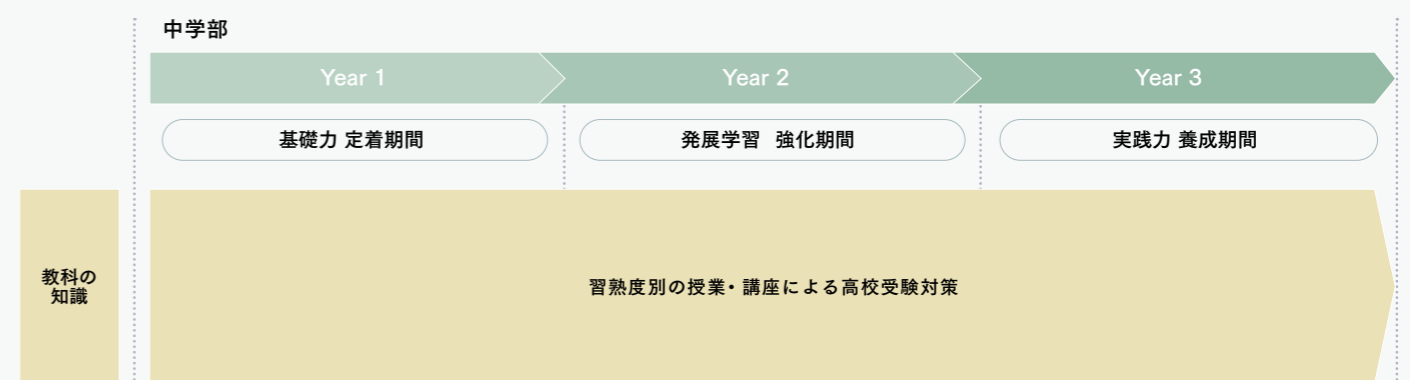 中学部
Year 1
Year 2
Year 3
基礎力 定着期間
発展学習 強化期間
実践力 養成期間
教科の
知識
習熟度別の授業・講座による高校受験対策